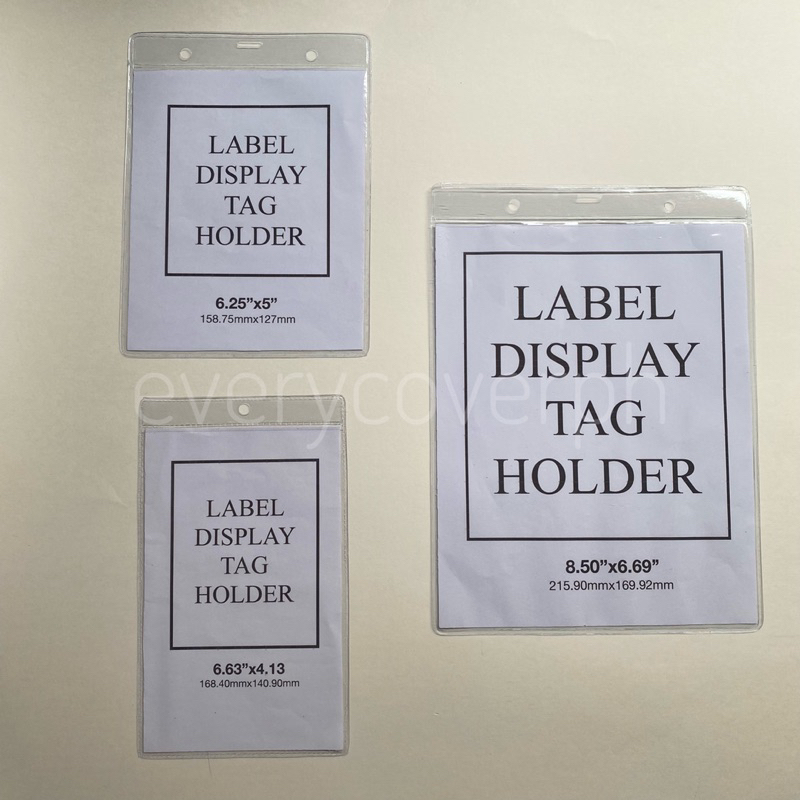 LABEL
DISPLAY
TAG
HOLDER
6.25”x5”
158.75mmx127mm
LABEL
DISPLAY
TAG
HOLDER
8.50”x6.69”
215.90mmx169.92mm
everycoverph
LABEL
DISPLAY
TAG
HOLDER
6.63”x4.13
168.40mmx140.90mm